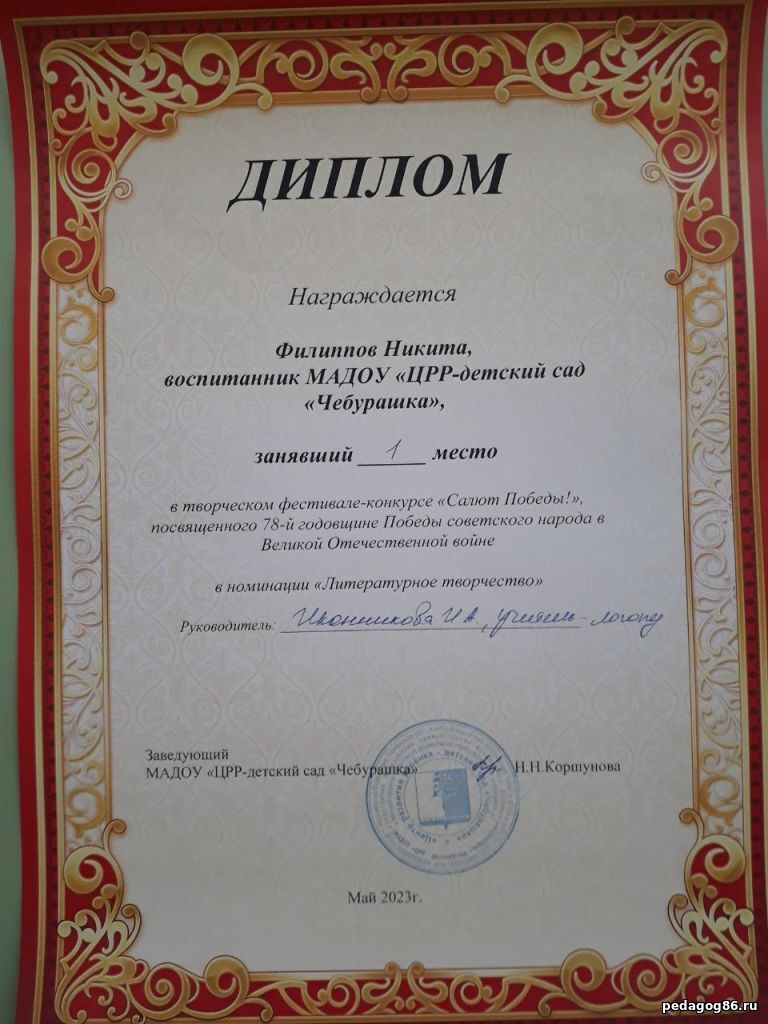 ДИПЛОМ
Награждается
Филиппов Никита,
воспитанник МАДОУ «ЦРР-детский сад
«Чебурашка»,
занявший 1 место
в творческом фестивале-конкурсе «Салют Победы!»,
посвященного 78-й годовщине Победы советского народа в
Великой Отечественной войне
в номинации «Литературное творчество»
Руководитель: Иконникова И.А., учитель-логопед
Заведующий
МАДОУ «ЦРР-детский сад «Чебурашка» Н.Н.Коршунова
Май 2023г.
pedagog86.ru